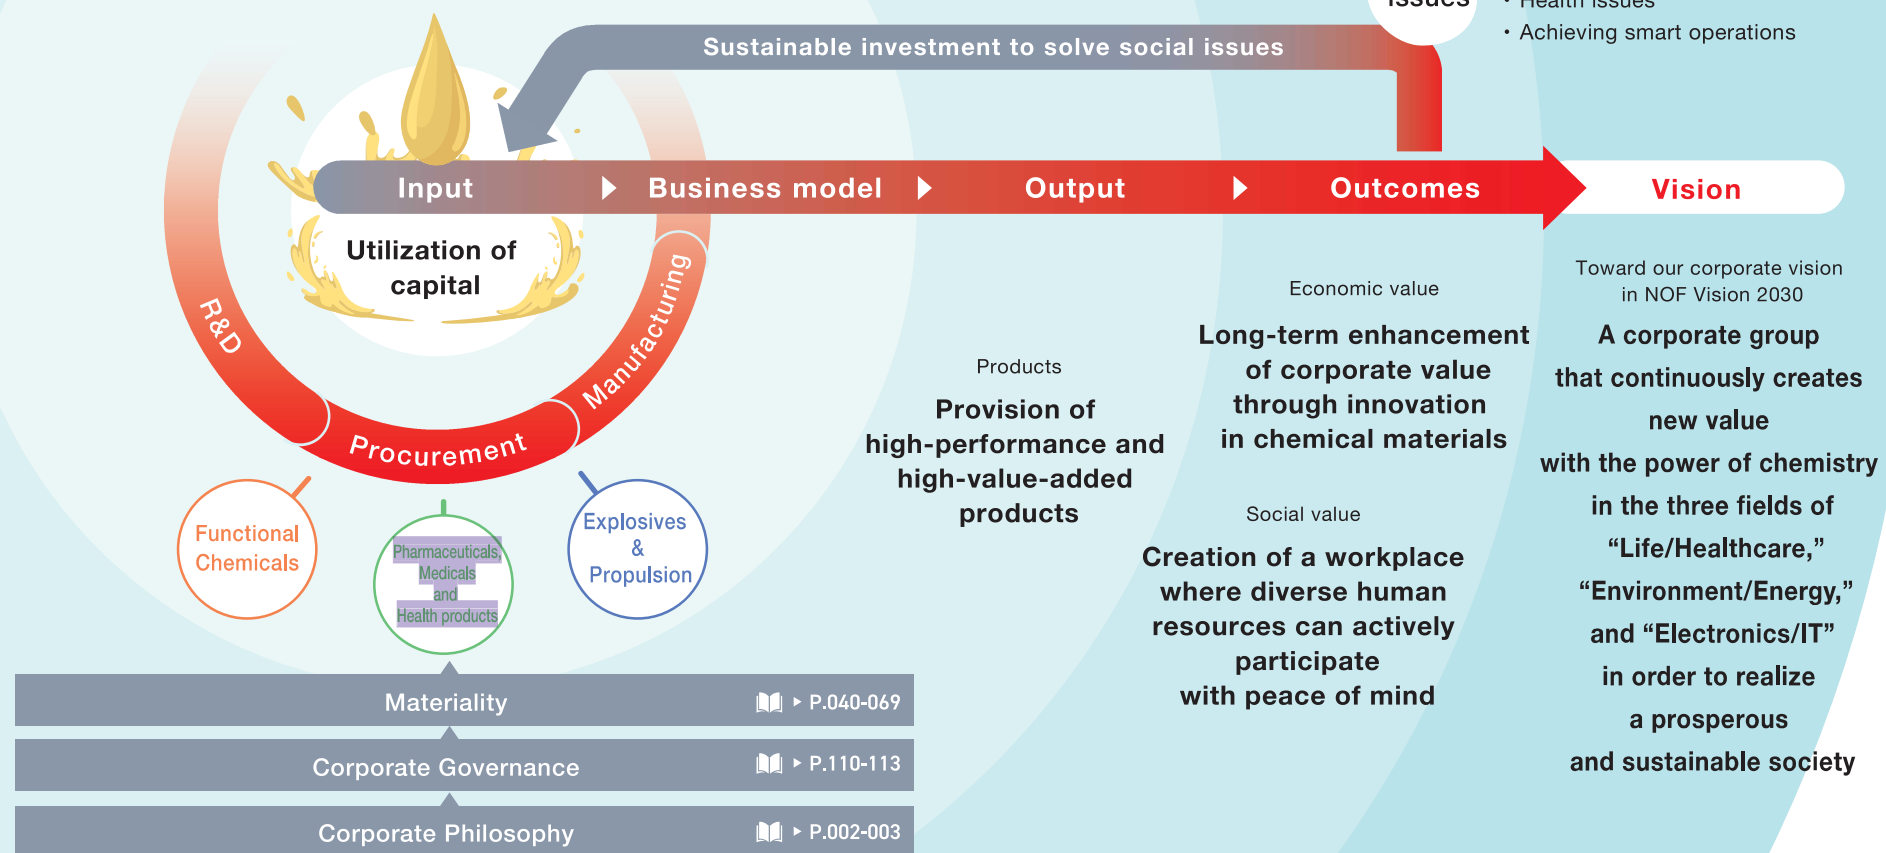 Issues
• Health issues
• Achieving smart operations
Sustainable investment to solve social issues
Input
Business model
Output
Outcomes
Vision
Utilization of
capital
R&D
Procurement
Manufacturing
Functional
Chemicals
Pharmaceuticals,
Medicals
and
Health products
Explosives
&
Propulsion
Products
Provision of
high-performance and
high-value-added
products
Economic value
Long-term enhancement
of corporate value
through innovation
in chemical materials
Social value
Creation of a workplace
where diverse human
resources can actively
participate
with peace of mind
Toward our corporate vision
in NOF Vision 2030
A corporate group
that continuously creates
new value
with the power of chemistry
in the three fields of
“Life/Healthcare,”
“Environment/Energy,”
and “Electronics/IT”
in order to realize
a prosperous
and sustainable society
Materiality P.040-069
Corporate Governance P.110-113
Corporate Philosophy P.002-003